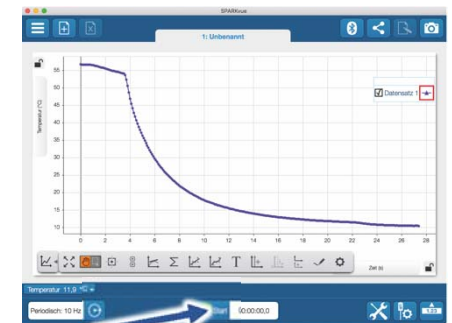 SPARKvue
1: Unbenannt
55
50
45
40
35
30
25
20
15
10
Temperatur (°C)
Datensatz 1
0 2 4 6 8 10 12 14 16 18 20 22 24 26 28
Σ T
Zeit (s)
Temperatur 11,9 °C
Periodisch: 10 Hz
Start
00:00:00,0
1.23